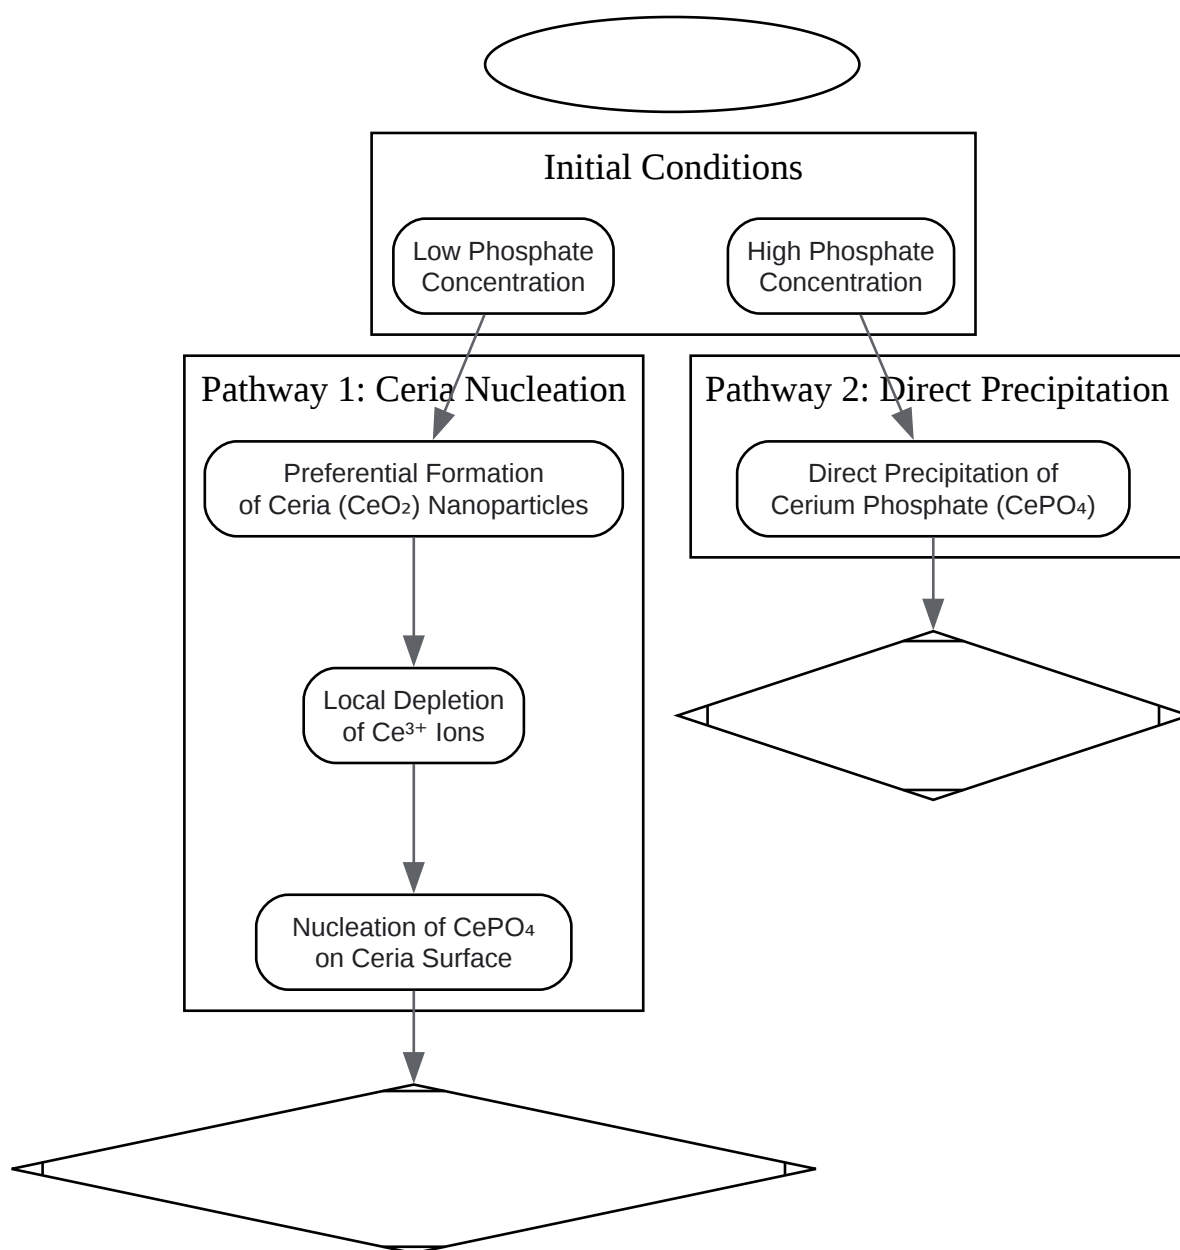 Initial Conditions
Low Phosphate
Concentration
High Phosphate
Concentration
Pathway 1: Ceria Nucleation
Preferential Formation
of Ceria (CeO₂) Nanoparticles
Local Depletion
of Ce³⁺ Ions
Nucleation of CePO₄
on Ceria Surface
Pathway 2: Direct Precipitation
Direct Precipitation of
Cerium Phosphate (CePO₄)